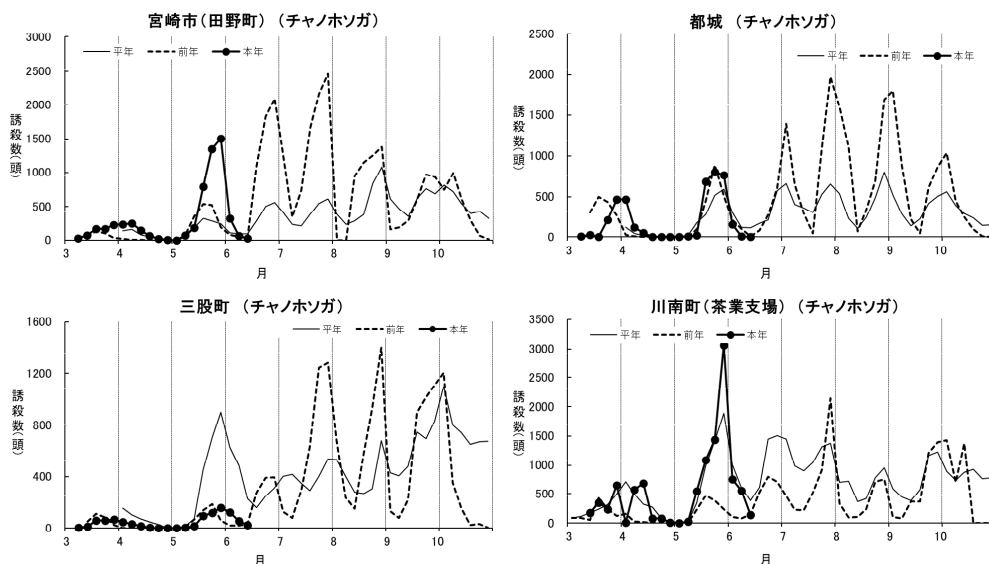 宮崎市(田野町)(チャノホソガ)
平年 前年 本年
3000
2500
2000
1500
1000
500
0
誘殺数(頭)
3 4 5 6 7 8 9 10
月
都城 (チャノホソガ)
平年 前年 本年
2500
2000
1500
1000
500
0
誘殺数(頭)
3 4 5 6 7 8 9 10
月
三股町 (チャノホソガ)
平年 前年 本年
1600
1200
800
400
0
誘殺数(頭)
3 4 5 6 7 8 9 10
月
川南町(茶業支場) (チャノホソガ)
平年 前年 本年
3500
3000
2500
2000
1500
1000
500
0
誘殺数(頭)
3 4 5 6 7 8 9 10
月